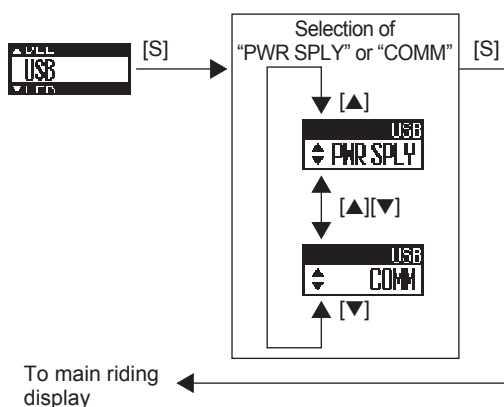 Selection of
“PWR SPLY” or “COMM”
[S]
[S]
USB
[▲]
USB
PWR SPLY
[▲][▼]
USB
COMM
[▼]
To main riding
display